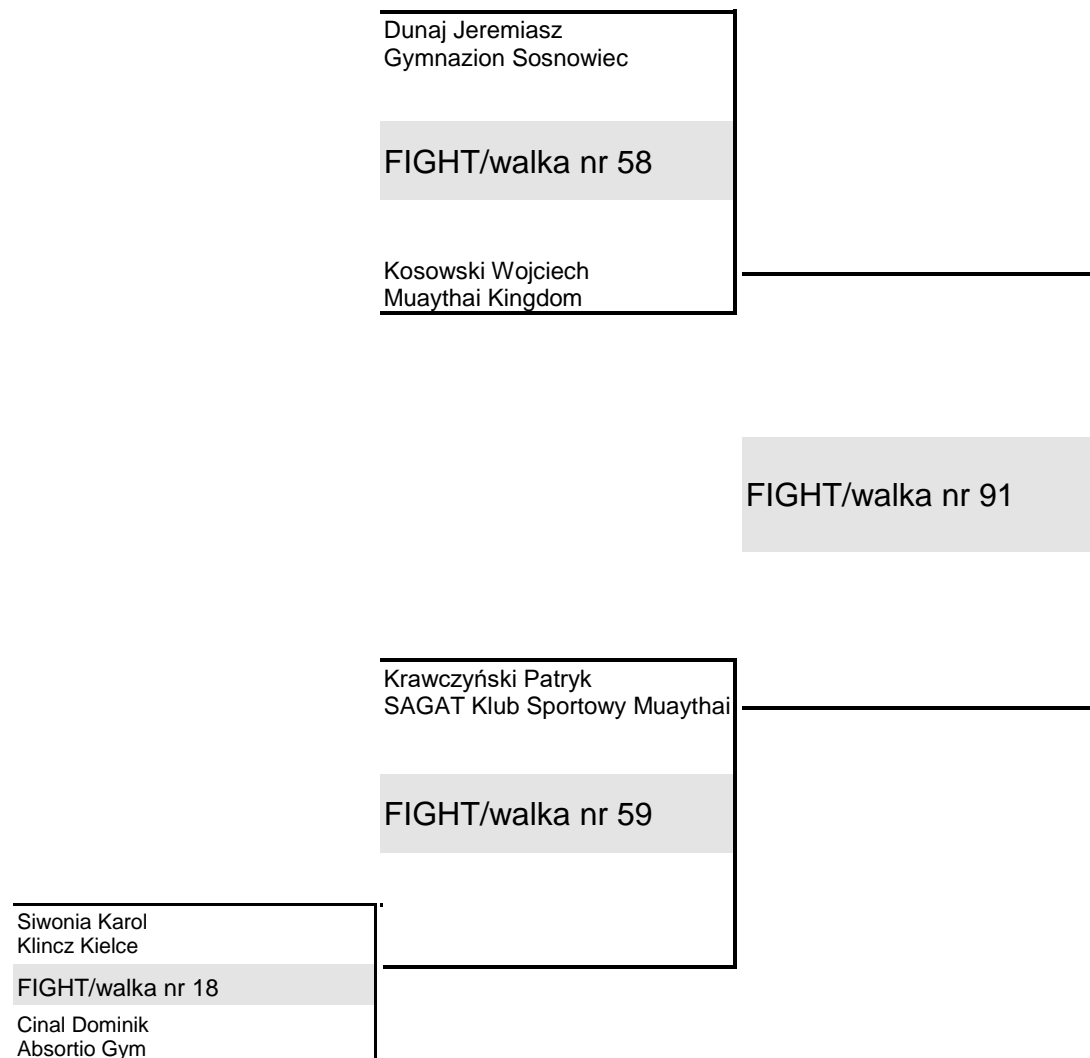 Dunaj Jeremiasz
Gymnazion Sosnowiec
FIGHT/walka nr 58
Kosowski Wojciech
Muaythai Kingdom
FIGHT/walka nr 91
Krawczyński Patryk
SAGAT Klub Sportowy Muaythai
FIGHT/walka nr 59
Siwonia Karol
Klincz Kielce
FIGHT/walka nr 18
Cinal Dominik
Absortio Gym